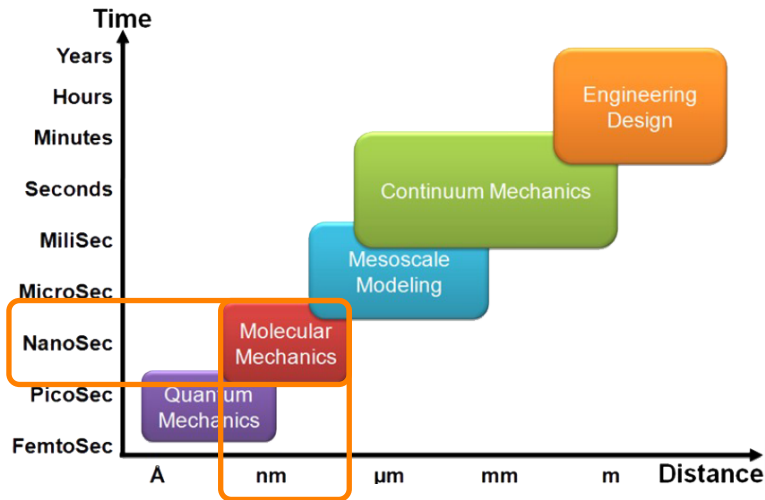 Time
Years
Hours
Minutes
Seconds
MiliSec
MicroSec
NanoSec
PicoSec
FemtoSec
Engineering
Design
Continuum Mechanics
Mesoscale
Modeling
Molecular
Mechanics
Quantum
Mechanics
Å nm µm mm m Distance